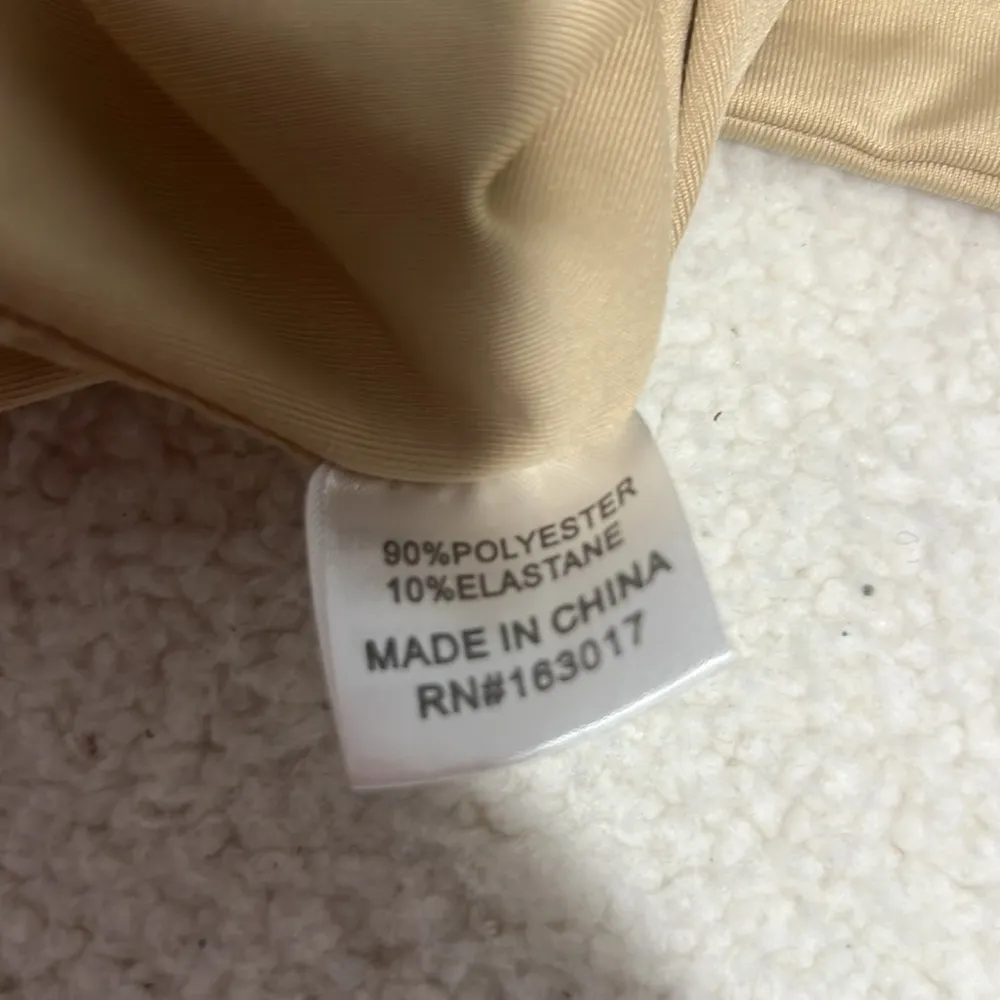 90%POLYESTER
10%ELASTANE
MADE IN CHINA
RN#163017